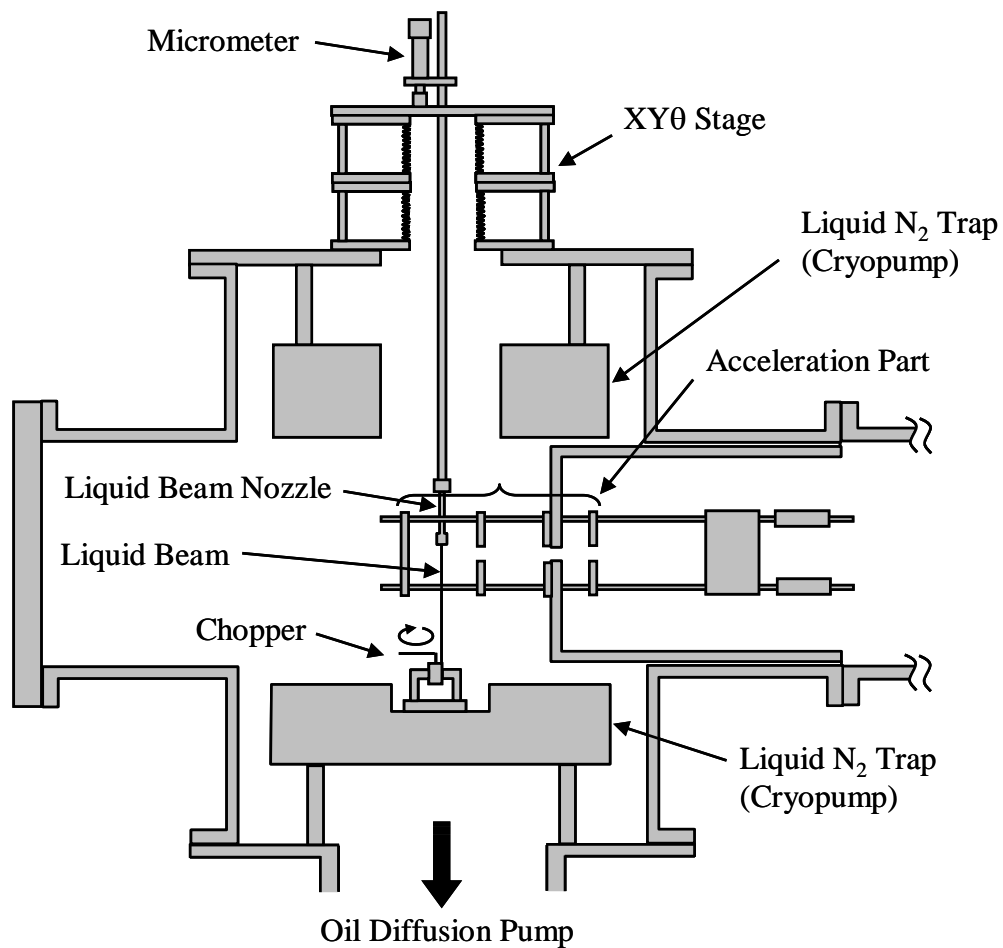 Micrometer
XYθ Stage
Liquid N₂ Trap
(Cryopump)
Acceleration Part
Liquid Beam Nozzle
Liquid Beam
Chopper
Liquid N₂ Trap
(Cryopump)
Oil Diffusion Pump